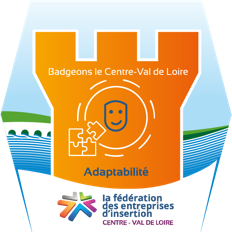 Badgeons le Centre-Val de Loire
Adaptabilité
la fédération
des entreprises
d'insertion
CENTRE - VAL DE LOIRE